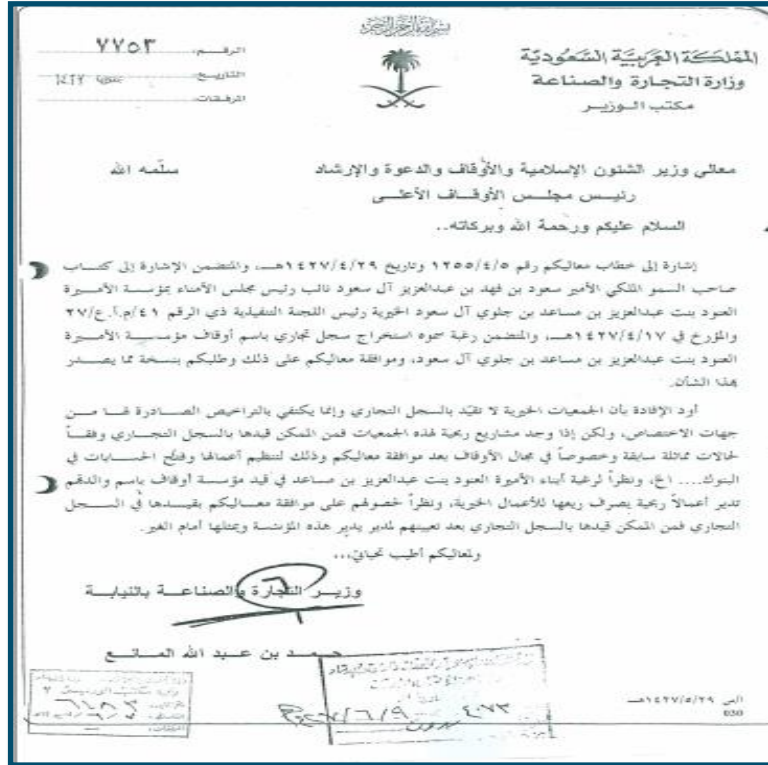 بسم الله الرحمن الرحيم
المملكة العربية السعودية
وزارة التجارة والصناعة
مكتب الوزير
الرقم: ٧٧٥٣
التاريخ:
المرفقات:
معالي وزير الشئون الإسلامية والأوقاف والدعوة والإرشاد سلّمه الله
رئيس مجلس الأوقاف الأعلى
السلام عليكم ورحمة الله وبركاته..
إشارة إلى خطاب معاليكم رقم ١٢٥٥/٤/٥ وتاريخ ١٤٢٧/٤/٢٩هـ، والمتضمن الإشارة إلى كتاب
صاحب السمو الملكي الأمير سعود بن فهد بن عبدالعزيز آل سعود نائب رئيس مجلس الأمناء بمؤسسة الأميرة
العنود بنت عبدالعزيز بن مساعد بن جلوي آل سعود الخيرية رئيس اللجنة التنفيذية ذي الرقم ٤١/م.أ.ع/٢٧
والمؤرخ في ١٤٢٧/٤/١٧هـ، والمتضمن رغبة سموه استخراج سجل تجاري باسم أوقاف مؤسسة الأميرة
العنود بنت عبدالعزيز بن مساعد بن جلوي آل سعود، وموافقة معاليكم على ذلك وطلبكم بنسخة مما يصدر
بهذا الشأن.
أود الإفادة بأن الجمعيات الخيرية لا تقيّد بالسجل التجاري وإنما يكتفي بالتراخيص الصادرة لها من
جهات الاختصاص، ولكن إذا وجد مشاريع ربحية لهذه الجمعيات فمن الممكن قيدها بالسجل التجاري وفقاً
لحالات مماثلة سابقة وخصوصاً في مجال الأوقاف بعد موافقة معاليكم وذلك لتنظيم أعمالها وفتح الحسابات في
البنوك.... الخ، ونظراً لرغبة أبناء الأميرة العنود بنت عبدالعزيز بن مساعد في قيد مؤسسة أوقاف باسم والدتهم
تدير أعمالاً ربحية يصرف ريعها للأعمال الخيرية، ونظراً لحصولهم على موافقة معاليكم بقيدها في السجل
التجاري فمن الممكن قيدها بالسجل التجاري بعد تعيينهم لمدير يدير هذه المؤسسة ويمثلها أمام الغير.
ولمعاليكم أطيب تحياتي،،،
وزير التجارة والصناعة بالنيابة
حمد بن عبد الله المانع
٤٠٧٣
١٤٢٧/٥/٢٩هـ
030